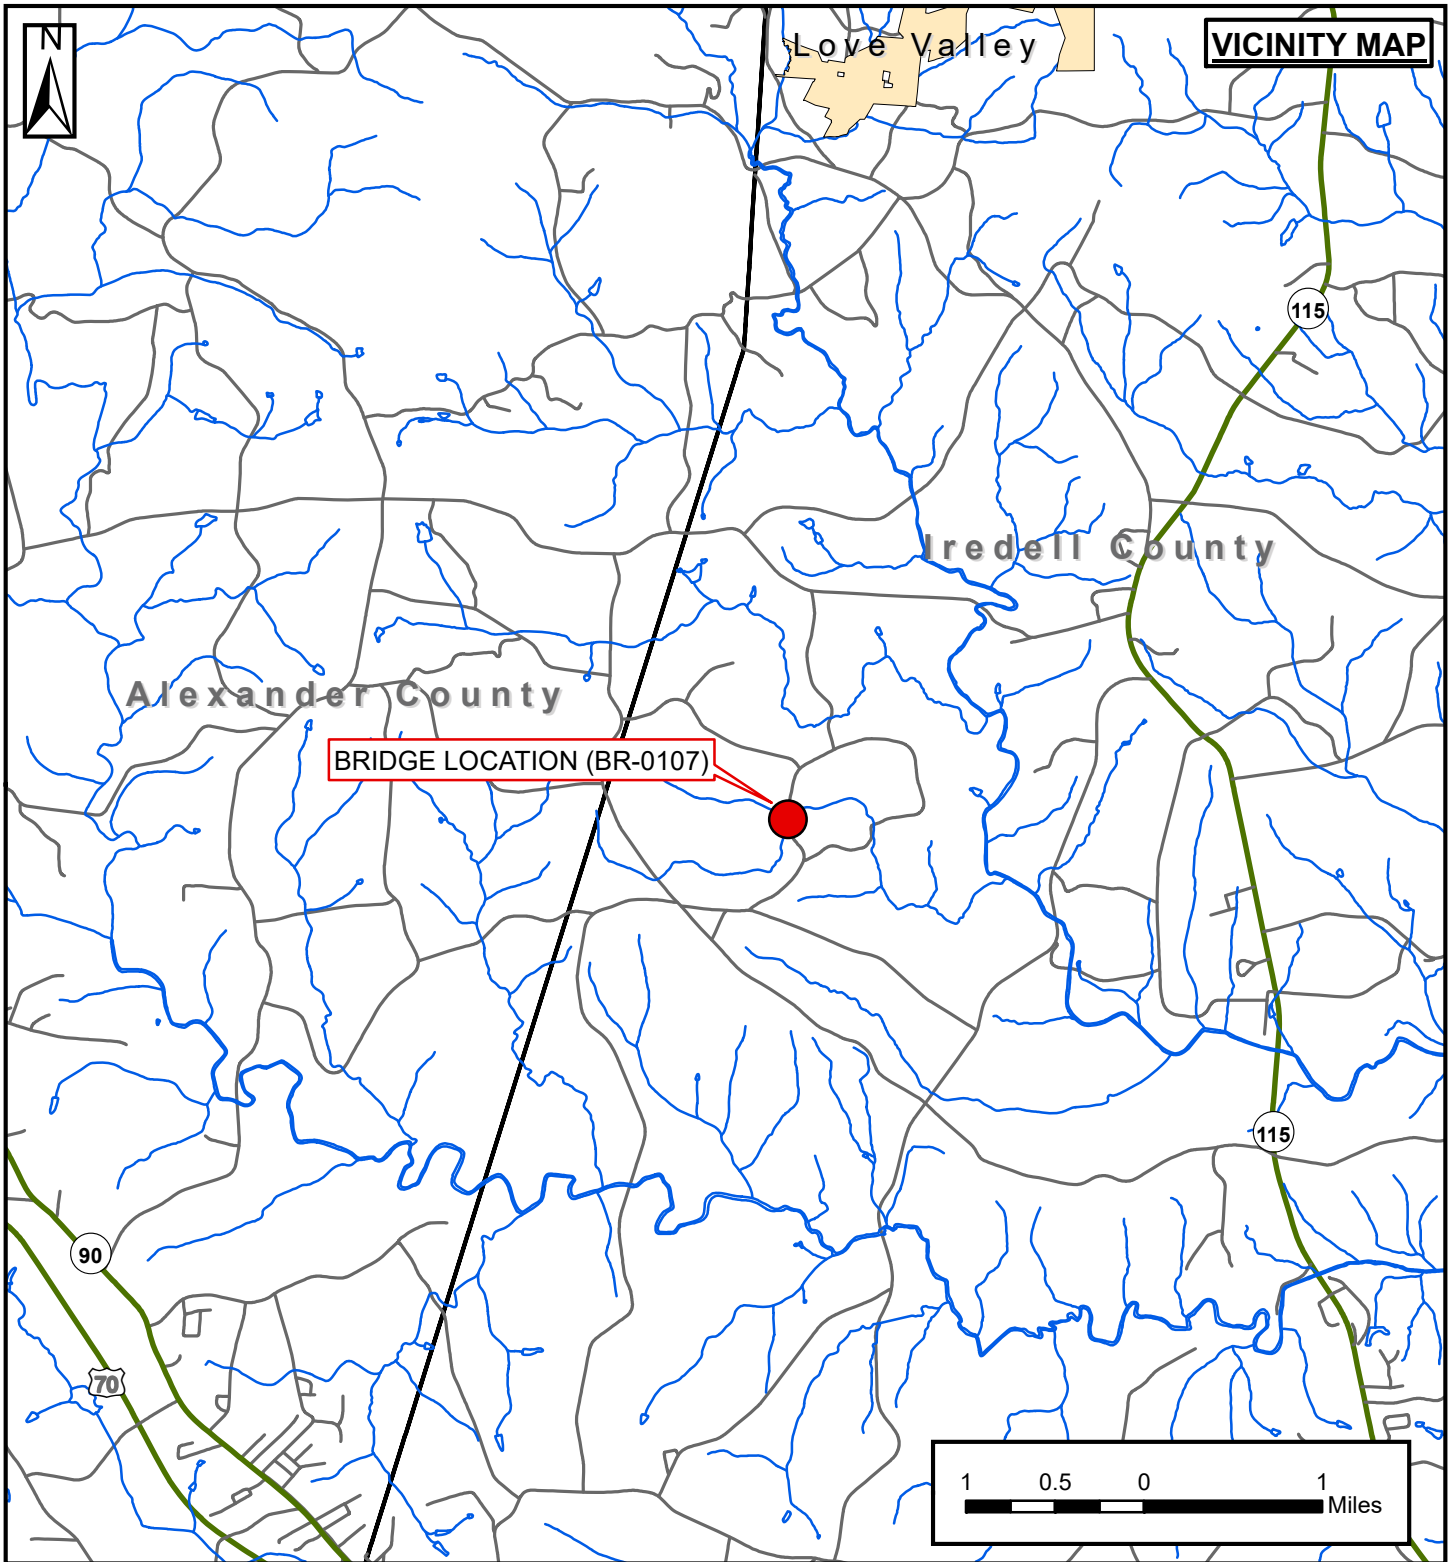 N
Love Valley
VICINITY MAP
115
Iredell County
Alexander County
BRIDGE LOCATION (BR-0107)
115
90
70
1 0.5 0 1
Miles